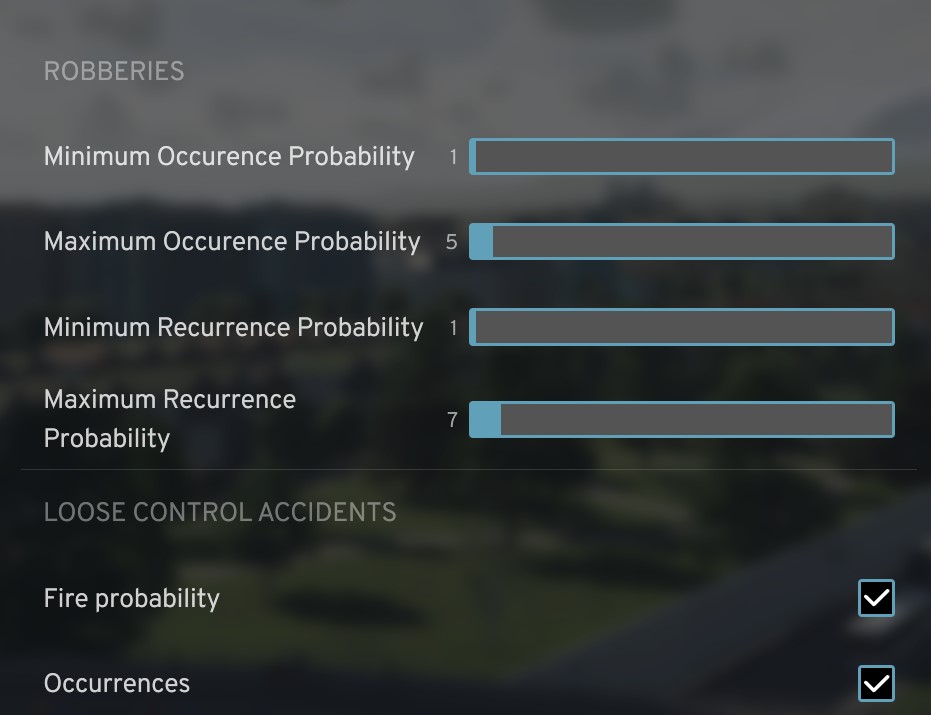 ROBBERIES
Minimum Occurence Probability 1
Maximum Occurence Probability 5
Minimum Recurrence Probability 1
Maximum Recurrence
Probability 7
LOOSE CONTROL ACCIDENTS
Fire probability
Occurrences